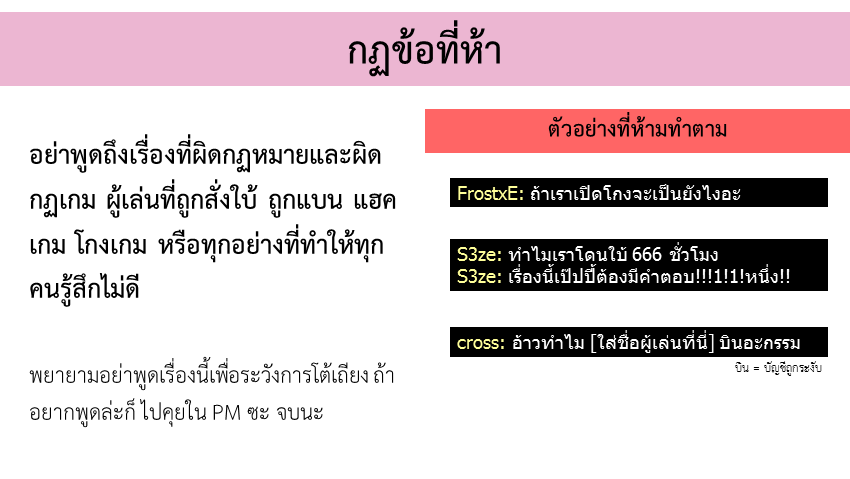 กฏข้อที่ห้า
อย่าพูดถึงเรื่องที่ผิดกฏหมายและผิด
กฏเกม ผู้เล่นที่ถูกสั่งใบ้ ถูกแบน แฮค
เกม โกงเกม หรือทุกอย่างที่ทำให้ทุก
คนรู้สึกไม่ดี
พยายามอย่าพูดเรื่องนี้เพื่อระวังการโต้เถียง ถ้า
อยากพูดล่ะก็ ไปคุยใน PM ซะ จบนะ
ตัวอย่างที่ห้ามทำตาม
FrostxE: ถ้าเราเปิดโกงจะเป็นยังไงอะ
S3ze: ทำไมเราโดนใบ้ 666 ชั่วโมง
S3ze: เรื่องนี้เป๊ปปี้ต้องมีคำตอบ!!!1!1!หนึ่ง!!
cross: อ้าวทำไม [ใส่ชื่อผู้เล่นที่นี่] บินอะกรรม
บิน = บัญชีถูกระงับ